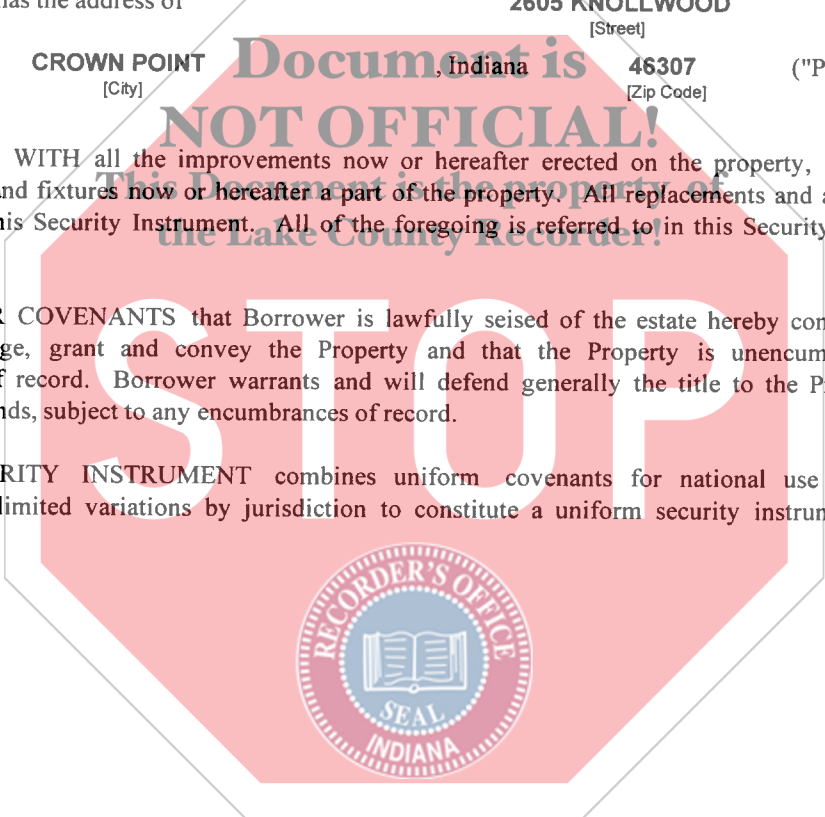 has the address of 2605 KNOLLWOOD
[Street]
CROWN POINT , Indiana 46307 ("P
[City] [Zip Code]
Document is
NOT OFFICIAL!
This Document is the property of
the Lake County Recorder!
WITH all the improvements now or hereafter erected on the property,
nd fixtures now or hereafter a part of the property. All replacements and a
is Security Instrument. All of the foregoing is referred to in this Security
R COVENANTS that Borrower is lawfully seised of the estate hereby con
ge, grant and convey the Property and that the Property is unencum
f record. Borrower warrants and will defend generally the title to the P
nds, subject to any encumbrances of record.
STOP
RITY INSTRUMENT combines uniform covenants for national use
limited variations by jurisdiction to constitute a uniform security instrum
RECORDER'S OFFICE
SEAL
INDIANA